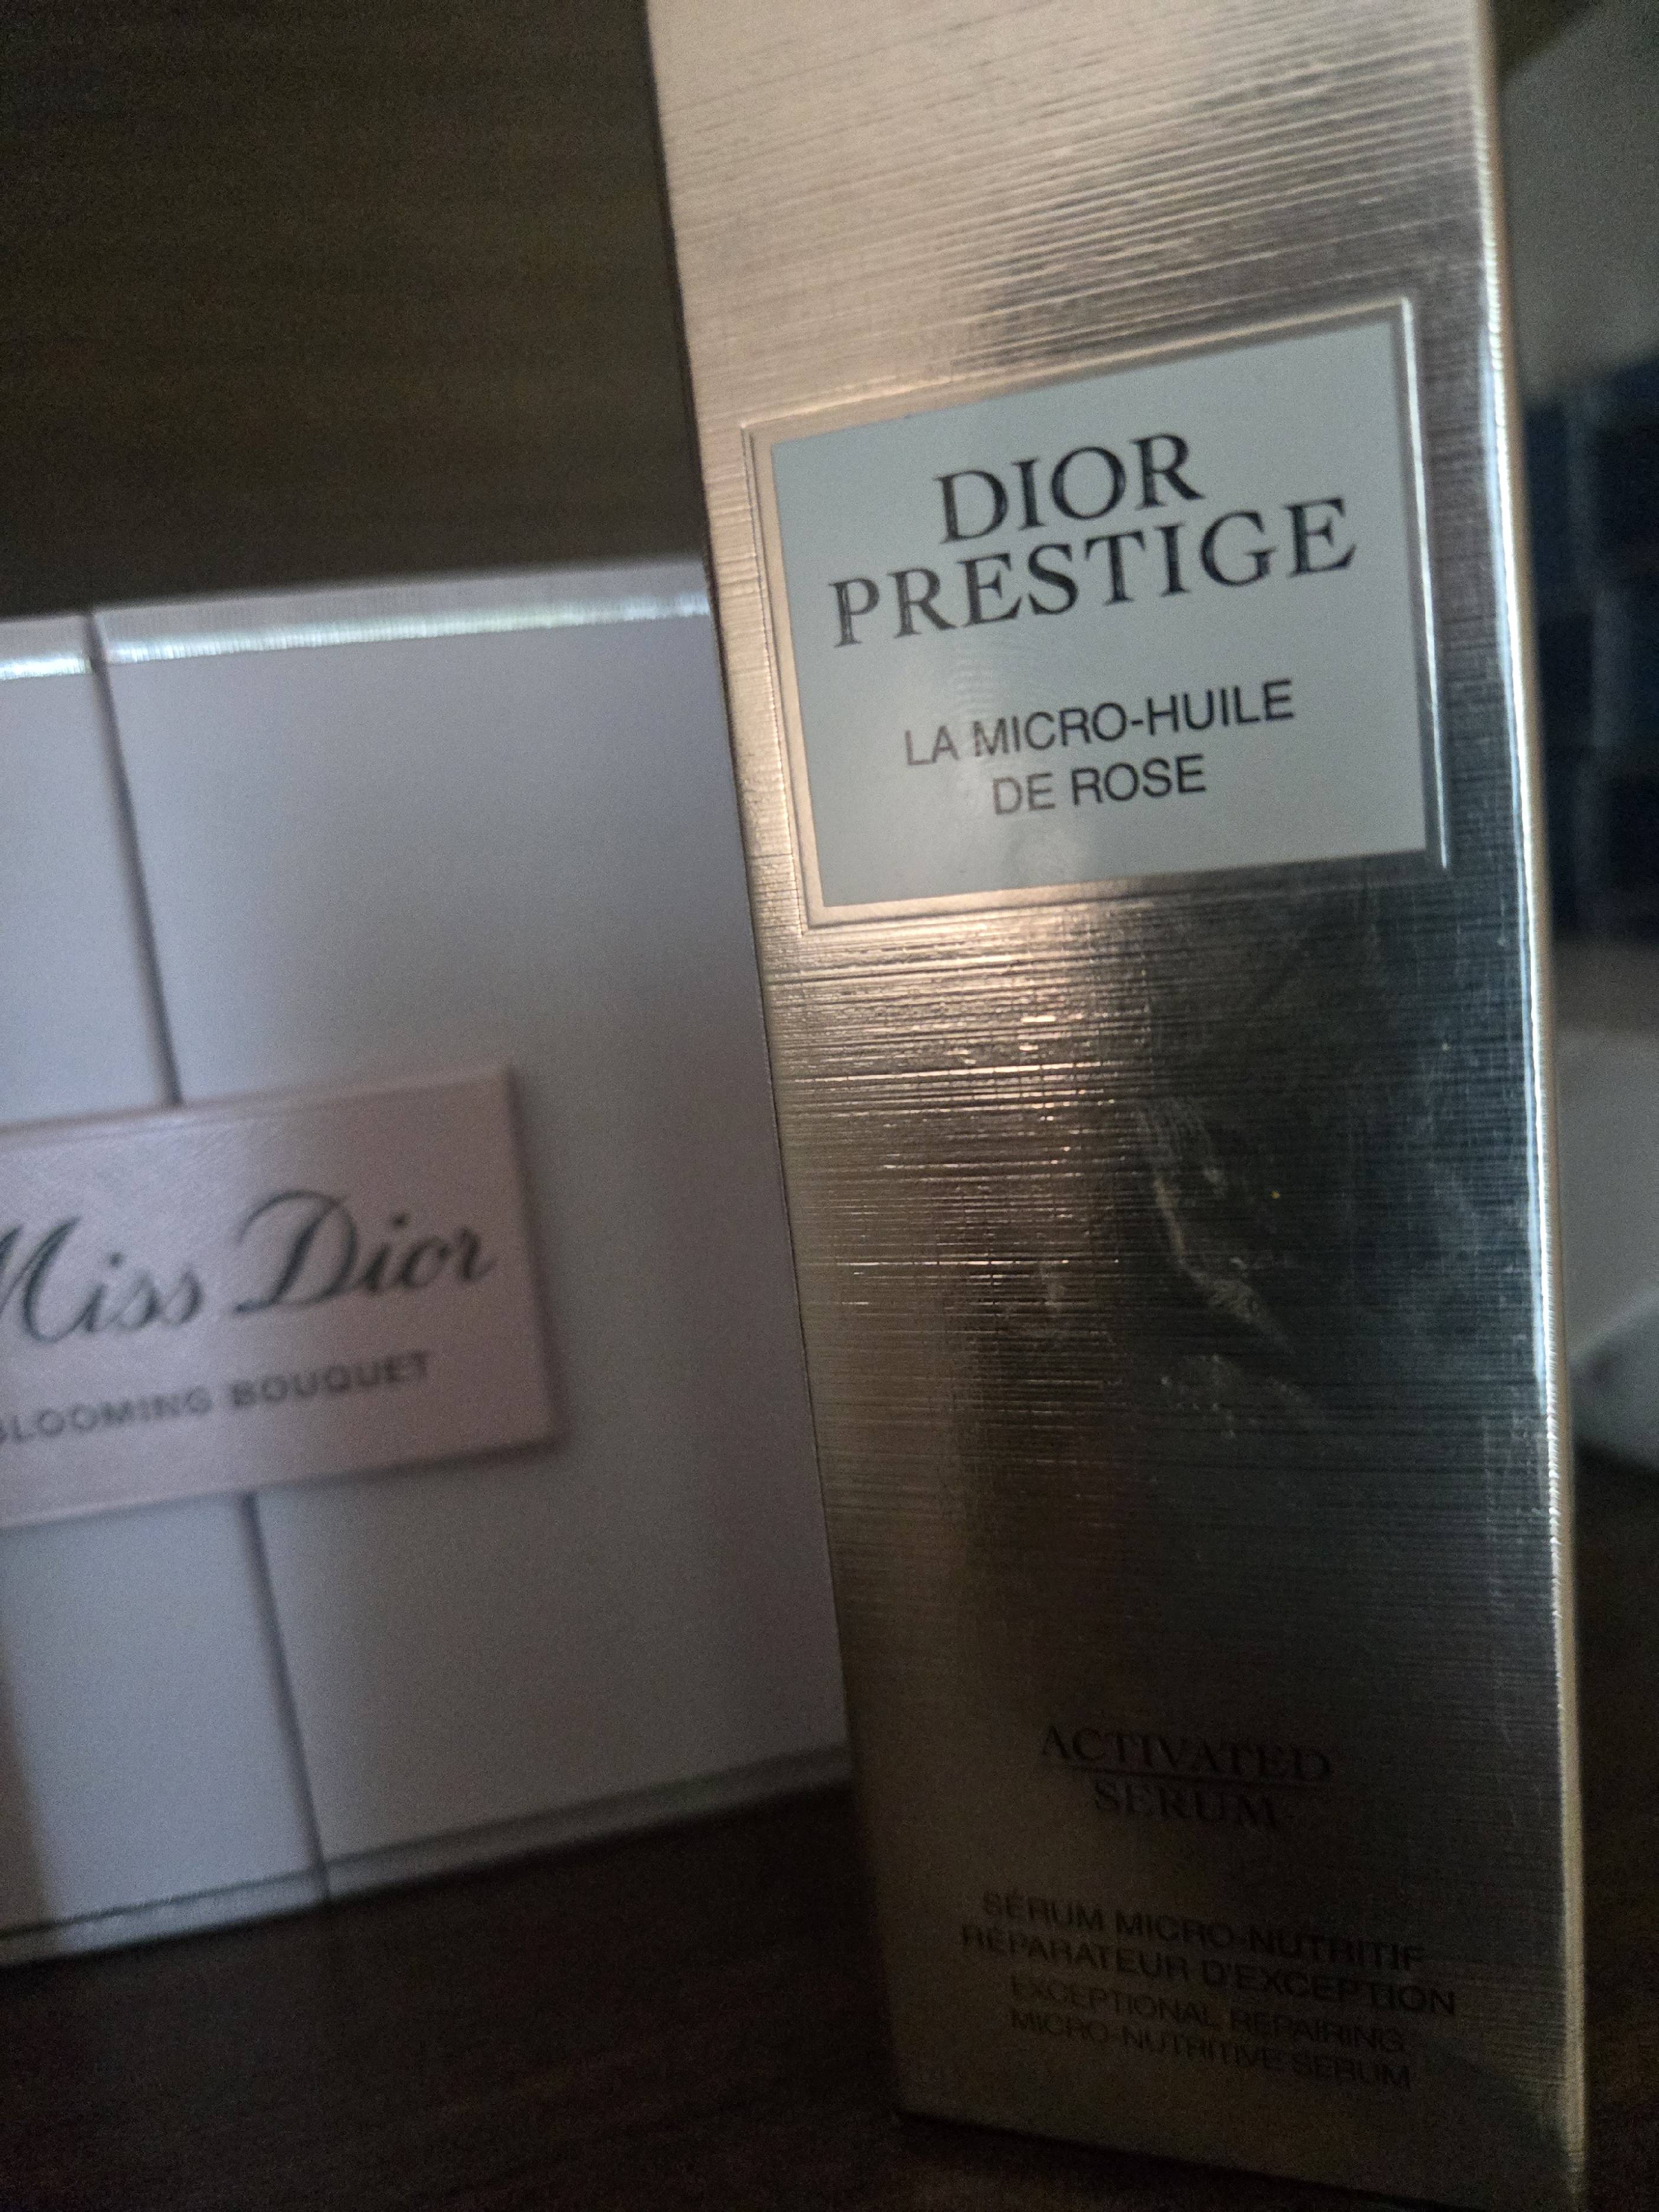 DIOR
PRESTIGE
LA MICRO-HUILE
DE ROSE
ACTIVATED
SERUM
SÉRUM MICRO-NUTRITIF
RÉPARATEUR D'EXCEPTION
EXCEPTIONAL REPAIRING
MICRO-NUTRITIVE SERUM
Miss Dior
BLOOMING BOUQUET